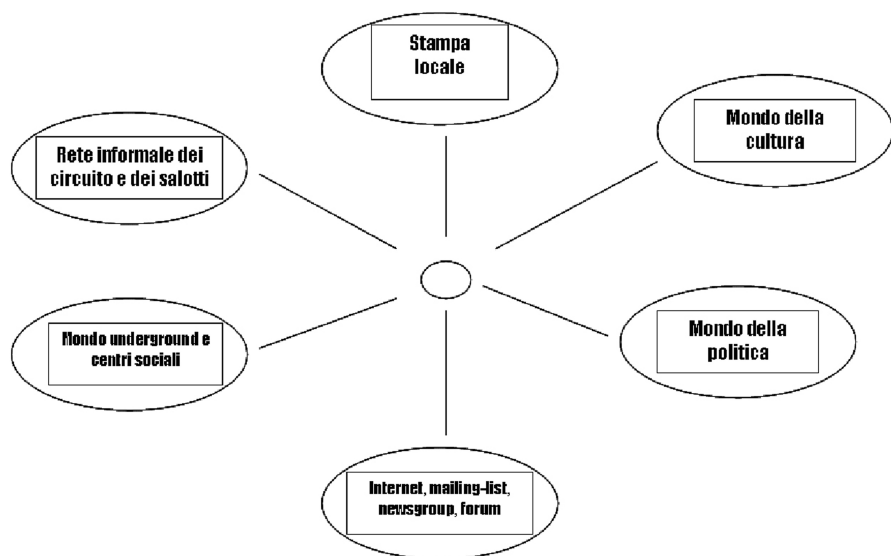 Stampa
locale
Mondo della
cultura
Rete informale dei
circuito e dei salotti
Mondo underground e
centri sociali
Mondo della
politica
Internet, mailing-list,
newsgroup, forum